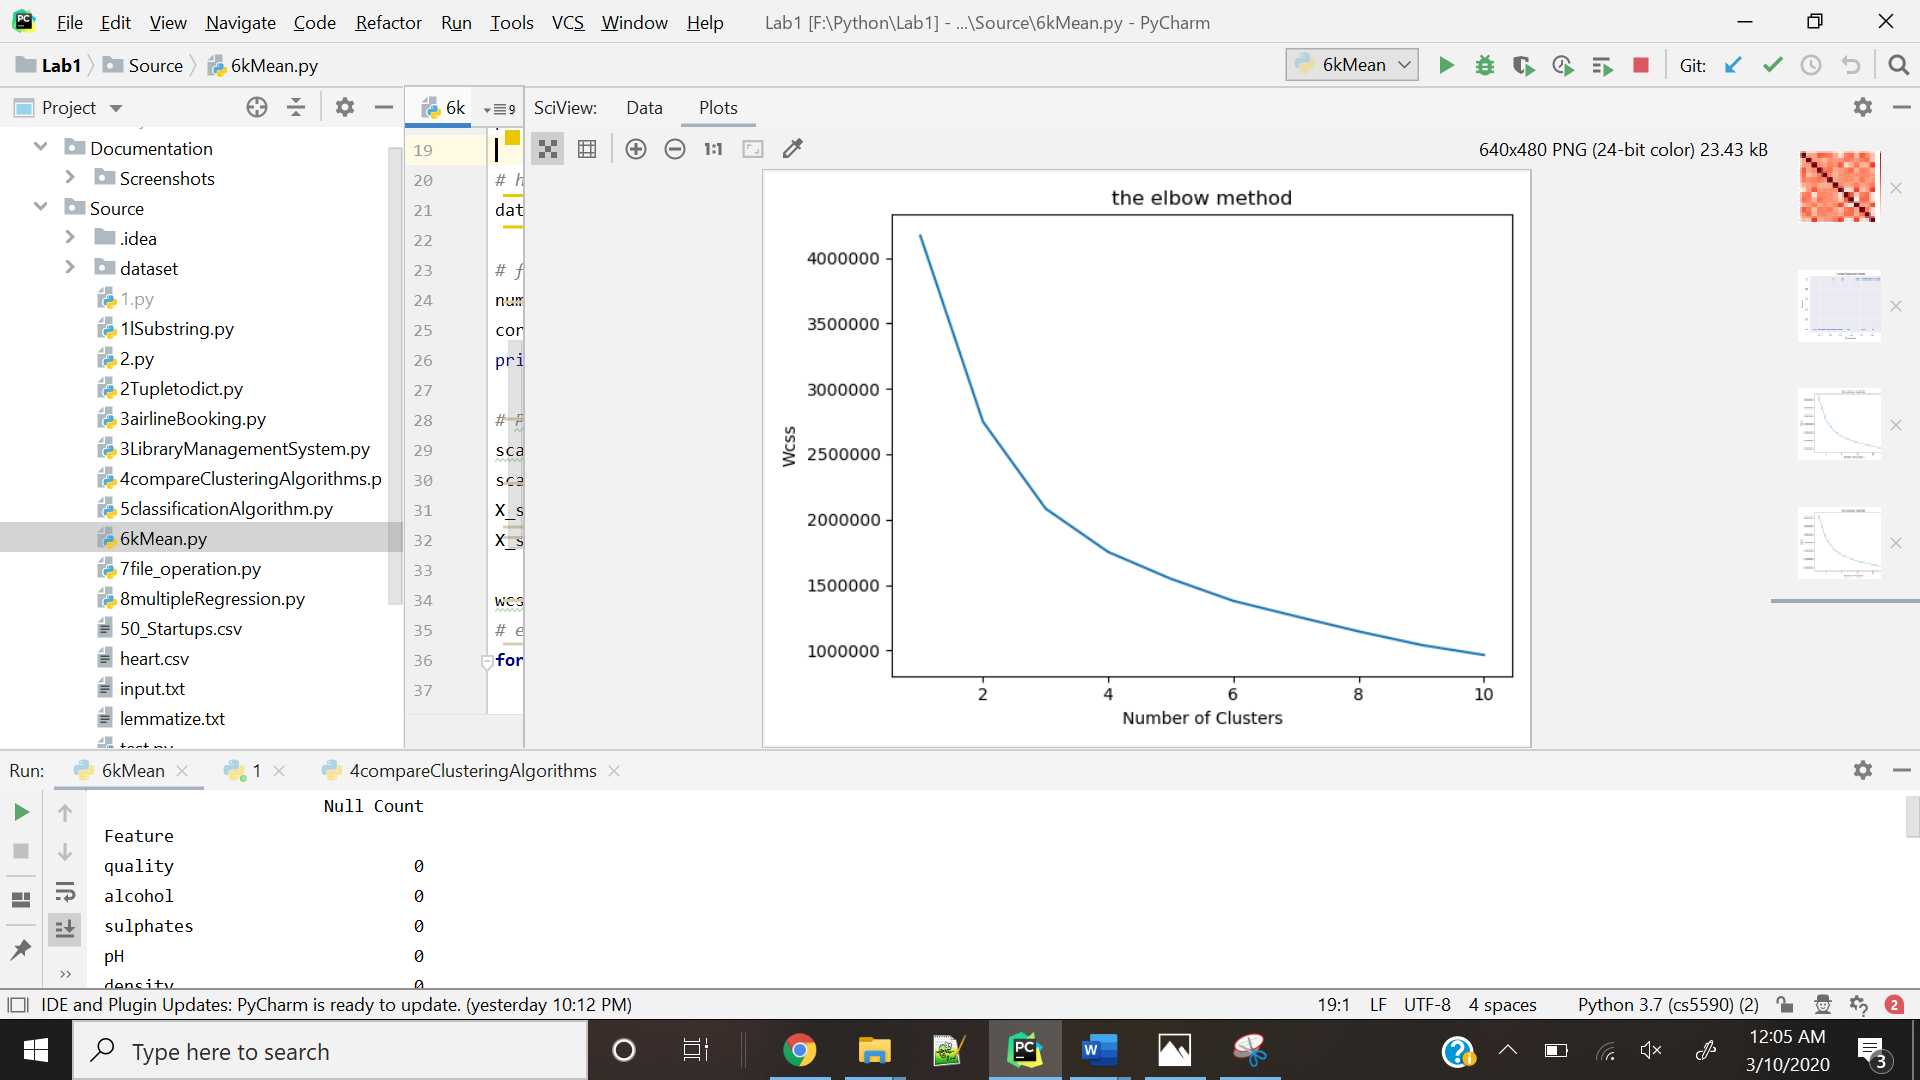 PC File Edit View Navigate Code Refactor Run Tools VCS Window Help Lab1 [F:\Python\Lab1] - ...\Source\6kMean.py - PyCharm
Lab1 Source 6kMean.py 6kMean Git:
Project 6k 9 SciView: Data Plots
640x480 PNG (24-bit color) 23.43 kB
Documentation
Screenshots
Source
.idea
dataset
1.py
1lSubstring.py
2.py
2Tupletodict.py
3airlineBooking.py
3LibraryManagementSystem.py
4compareClusteringAlgorithms.p
5classificationAlgorithm.py
6kMean.py
7file_operation.py
8multipleRegression.py
50_Startups.csv
heart.csv
input.txt
lemmatize.txt
test.py
19
20 # h
21 dat
22
23 # f
24 num
25 cor
26 pri
27
28 # P
29 sca
30 sca
31 X_s
32 X_s
33
34 wcs
35 # e
36 for
37
1:1
the elbow method
4000000
3500000
3000000
2500000
2000000
1500000
1000000
Wcss
2 4 6 8 10
Number of Clusters
Run: 6kMean 1 4compareClusteringAlgorithms
Null Count
Feature
quality 0
alcohol 0
sulphates 0
pH 0
density 0
IDE and Plugin Updates: PyCharm is ready to update. (yesterday 10:12 PM) 19:1 LF UTF-8 4 spaces Python 3.7 (cs5590) (2) 2
Type here to search PC W 12:05 AM
3/10/2020 3